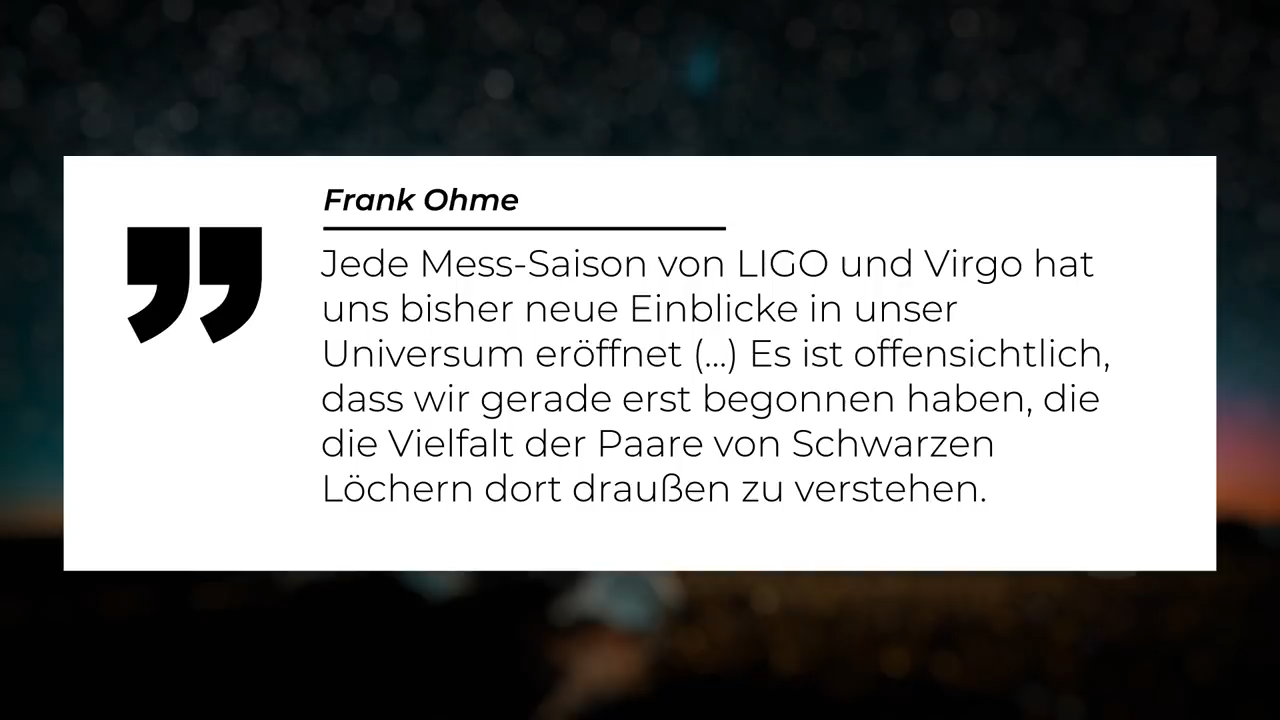 Frank Ohme
Jede Mess-Saison von LIGO und Virgo hat
uns bisher neue Einblicke in unser
Universum eröffnet (...) Es ist offensichtlich,
dass wir gerade erst begonnen haben, die
die Vielfalt der Paare von Schwarzen
Löchern dort draußen zu verstehen.